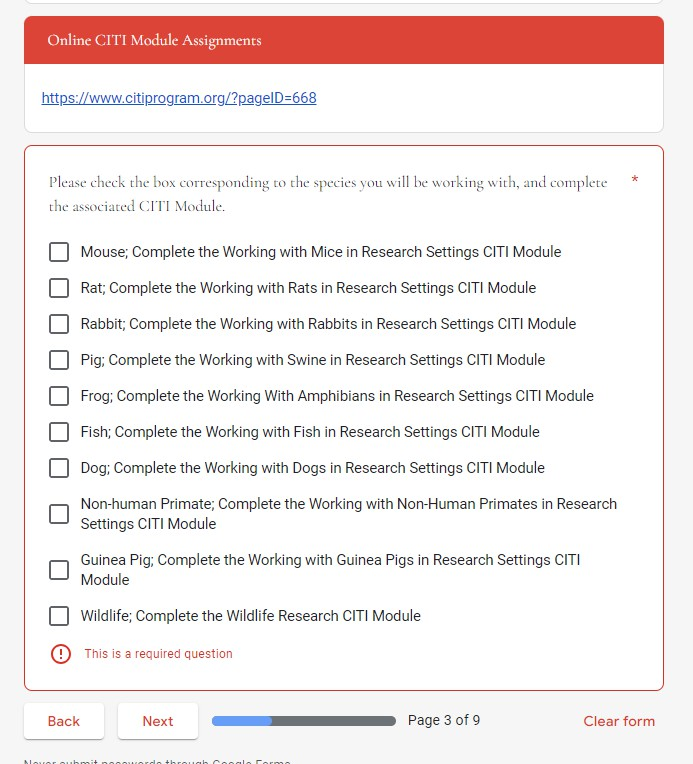 Online CITI Module Assignments
https://www.citiprogram.org/?pageID=668
Please check the box corresponding to the species you will be working with, and complete *
the associated CITI Module.
Mouse; Complete the Working with Mice in Research Settings CITI Module
Rat; Complete the Working with Rats in Research Settings CITI Module
Rabbit; Complete the Working with Rabbits in Research Settings CITI Module
Pig; Complete the Working with Swine in Research Settings CITI Module
Frog; Complete the Working With Amphibians in Research Settings CITI Module
Fish; Complete the Working with Fish in Research Settings CITI Module
Dog; Complete the Working with Dogs in Research Settings CITI Module
Non-human Primate; Complete the Working with Non-Human Primates in Research
Settings CITI Module
Guinea Pig; Complete the Working with Guinea Pigs in Research Settings CITI
Module
Wildlife; Complete the Wildlife Research CITI Module
This is a required question
Back Next Page 3 of 9 Clear form
Never submit passwords through Google Forms.